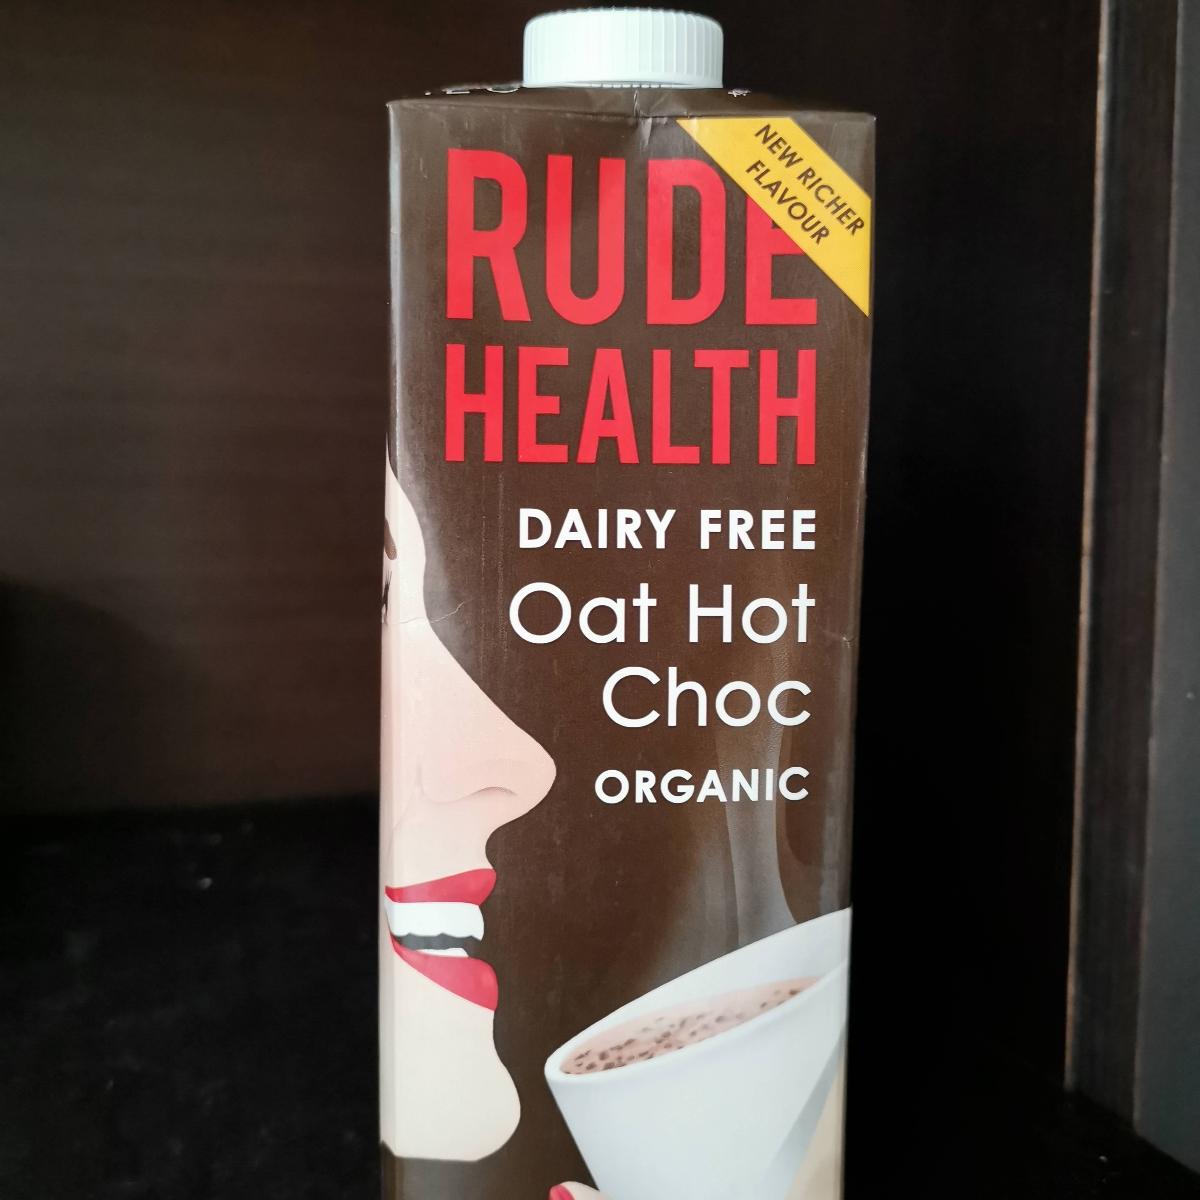 RUDE
HEALTH
NEW RICHER
FLAVOUR
DAIRY FREE
Oat Hot
Choc
ORGANIC